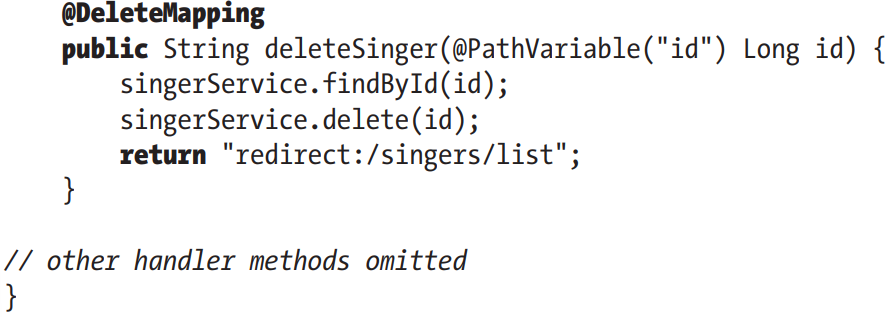 @DeleteMapping
public String deleteSinger(@PathVariable("id") Long id) {
singerService.findById(id);
singerService.delete(id);
return "redirect:/singers/list";
}
// other handler methods omitted
}